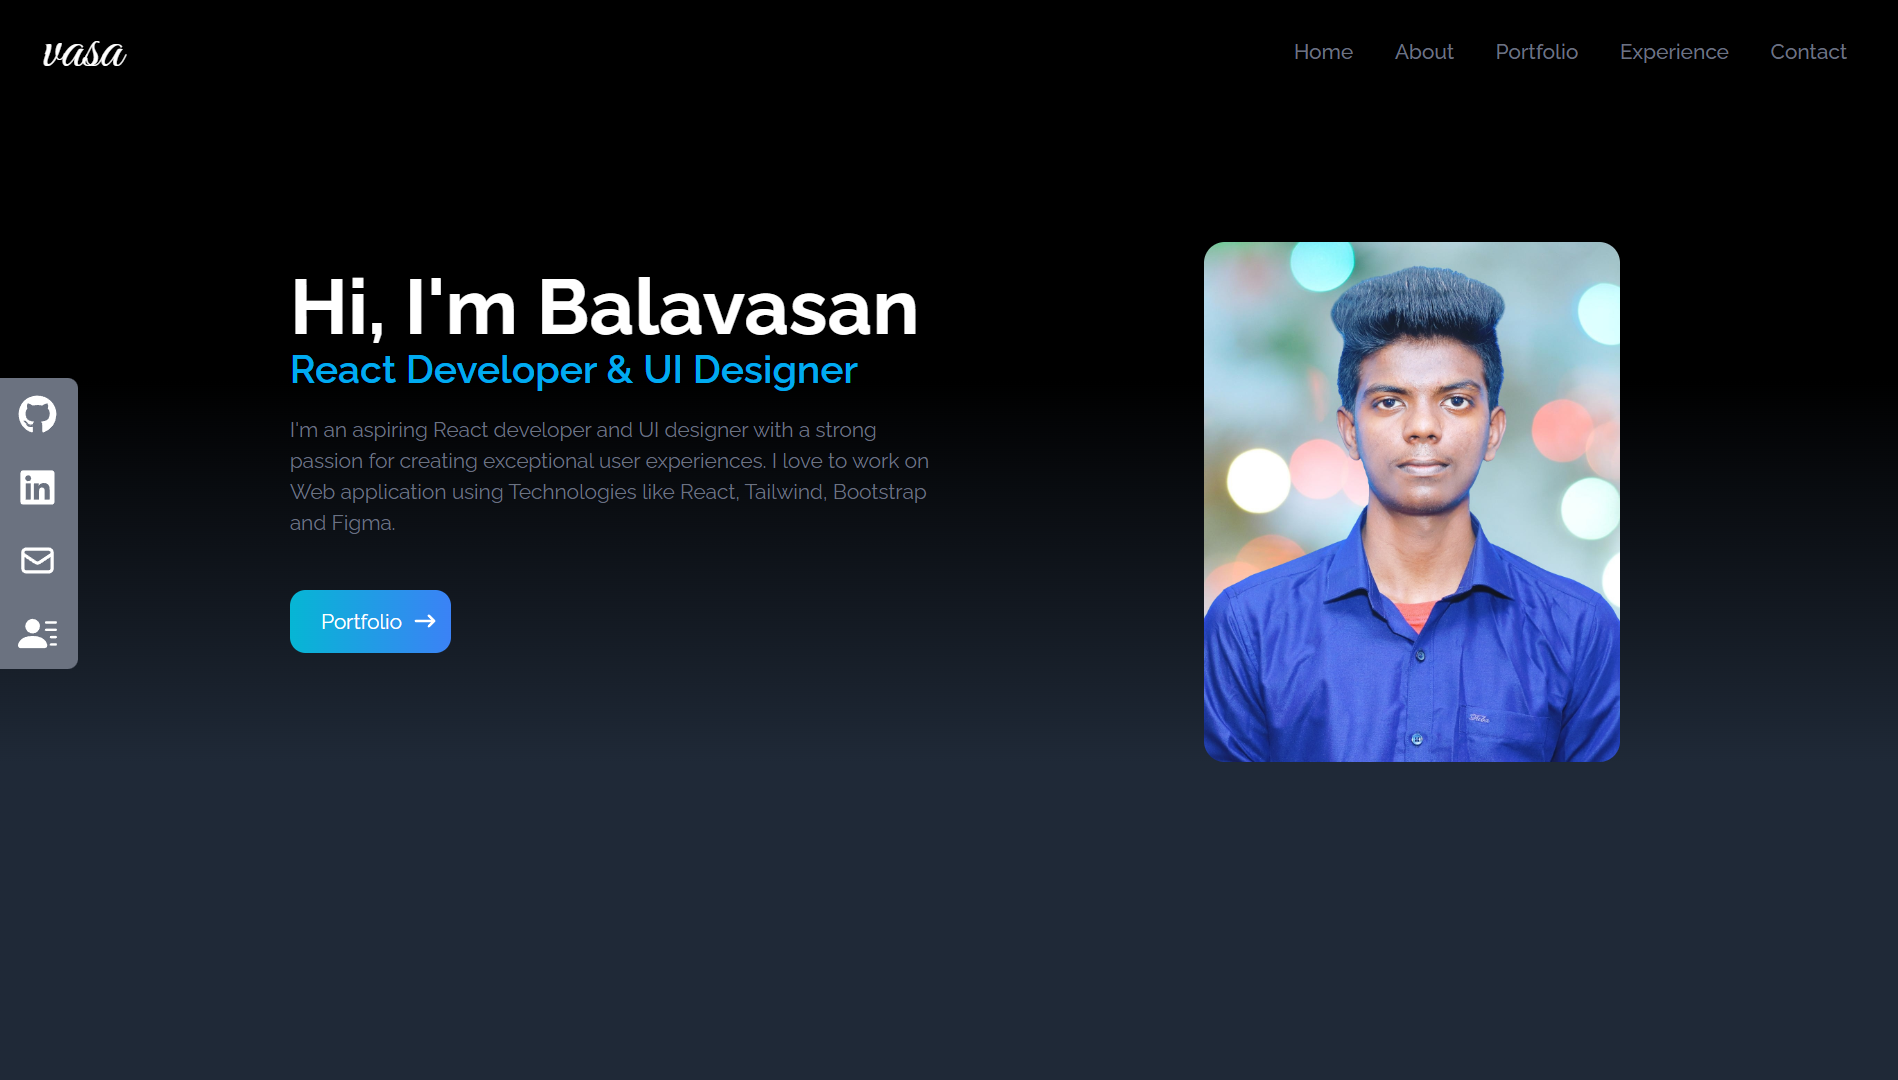 vasa
Home About Portfolio Experience Contact
Hi, I'm Balavasan
React Developer & UI Designer
I'm an aspiring React developer and UI designer with a strong
passion for creating exceptional user experiences. I love to work on
Web application using Technologies like React, Tailwind, Bootstrap
and Figma.
Portfolio
in